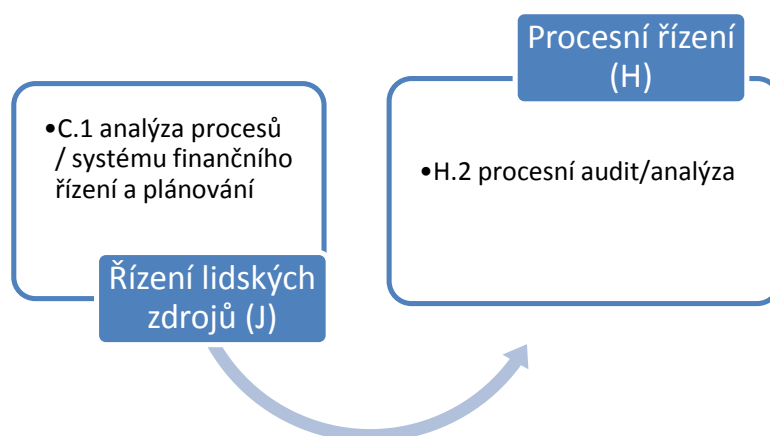 •C.1 analýza procesů
/ systému finančního
řízení a plánování
Řízení lidských
zdrojů (J)
Procesní řízení
(H)
•H.2 procesní audit/analýza